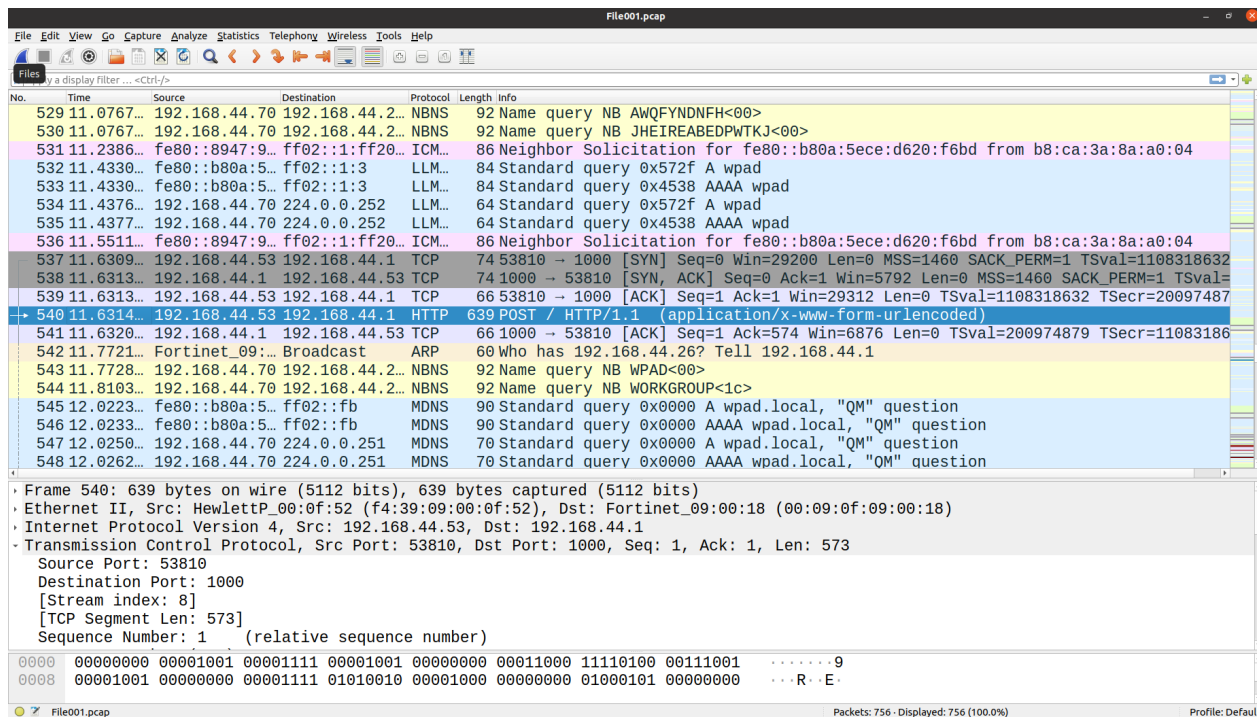 File001.pcap
File Edit View Go Capture Analyze Statistics Telephony Wireless Tools Help
Files
a display filter … <Ctrl-/>
No. Time Source Destination Protocol Length Info
529 11.0767… 192.168.44.70 192.168.44.2… NBNS 92 Name query NB AWQFYNDNFH<00>
530 11.0767… 192.168.44.70 192.168.44.2… NBNS 92 Name query NB JHEIREABEDPWTKJ<00>
531 11.2386… fe80::8947:9… ff02::1:ff20… ICM… 86 Neighbor Solicitation for fe80::b80a:5ece:d620:f6bd from b8:ca:3a:8a:a0:04
532 11.4330… fe80::b80a:5… ff02::1:3 LLM… 84 Standard query 0x572f A wpad
533 11.4330… fe80::b80a:5… ff02::1:3 LLM… 84 Standard query 0x4538 AAAA wpad
534 11.4376… 192.168.44.70 224.0.0.252 LLM… 64 Standard query 0x572f A wpad
535 11.4377… 192.168.44.70 224.0.0.252 LLM… 64 Standard query 0x4538 AAAA wpad
536 11.5511… fe80::8947:9… ff02::1:ff20… ICM… 86 Neighbor Solicitation for fe80::b80a:5ece:d620:f6bd from b8:ca:3a:8a:a0:04
537 11.6309… 192.168.44.53 192.168.44.1 TCP 74 53810 → 1000 [SYN] Seq=0 Win=29200 Len=0 MSS=1460 SACK_PERM=1 TSval=1108318632
538 11.6313… 192.168.44.1 192.168.44.53 TCP 74 1000 → 53810 [SYN, ACK] Seq=0 Ack=1 Win=5792 Len=0 MSS=1460 SACK_PERM=1 TSval=
539 11.6313… 192.168.44.53 192.168.44.1 TCP 66 53810 → 1000 [ACK] Seq=1 Ack=1 Win=29312 Len=0 TSval=1108318632 TSecr=20097487
540 11.6314… 192.168.44.53 192.168.44.1 HTTP 639 POST / HTTP/1.1 (application/x-www-form-urlencoded)
541 11.6320… 192.168.44.1 192.168.44.53 TCP 66 1000 → 53810 [ACK] Seq=1 Ack=574 Win=6876 Len=0 TSval=200974879 TSecr=11083186
542 11.7721… Fortinet_09:… Broadcast ARP 60 Who has 192.168.44.26? Tell 192.168.44.1
543 11.7728… 192.168.44.70 192.168.44.2… NBNS 92 Name query NB WPAD<00>
544 11.8103… 192.168.44.70 192.168.44.2… NBNS 92 Name query NB WORKGROUP<1c>
545 12.0223… fe80::b80a:5… ff02::fb MDNS 90 Standard query 0x0000 A wpad.local, "QM" question
546 12.0233… fe80::b80a:5… ff02::fb MDNS 90 Standard query 0x0000 AAAA wpad.local, "QM" question
547 12.0250… 192.168.44.70 224.0.0.251 MDNS 70 Standard query 0x0000 A wpad.local, "QM" question
548 12.0262… 192.168.44.70 224.0.0.251 MDNS 70 Standard query 0x0000 AAAA wpad.local, "QM" question
Frame 540: 639 bytes on wire (5112 bits), 639 bytes captured (5112 bits)
Ethernet II, Src: HewlettP_00:0f:52 (f4:39:09:00:0f:52), Dst: Fortinet_09:00:18 (00:09:0f:09:00:18)
Internet Protocol Version 4, Src: 192.168.44.53, Dst: 192.168.44.1
Transmission Control Protocol, Src Port: 53810, Dst Port: 1000, Seq: 1, Ack: 1, Len: 573
Source Port: 53810
Destination Port: 1000
[Stream index: 8]
[TCP Segment Len: 573]
Sequence Number: 1 (relative sequence number)
0000 00000000 00001001 00001111 00001001 00000000 00011000 11110100 00111001 ·······9
0008 00001001 00000000 00001111 01010010 00001000 00000000 01000101 00000000 ···R··E·
File001.pcap Packets: 756 · Displayed: 756 (100.0%) Profile: Defaul